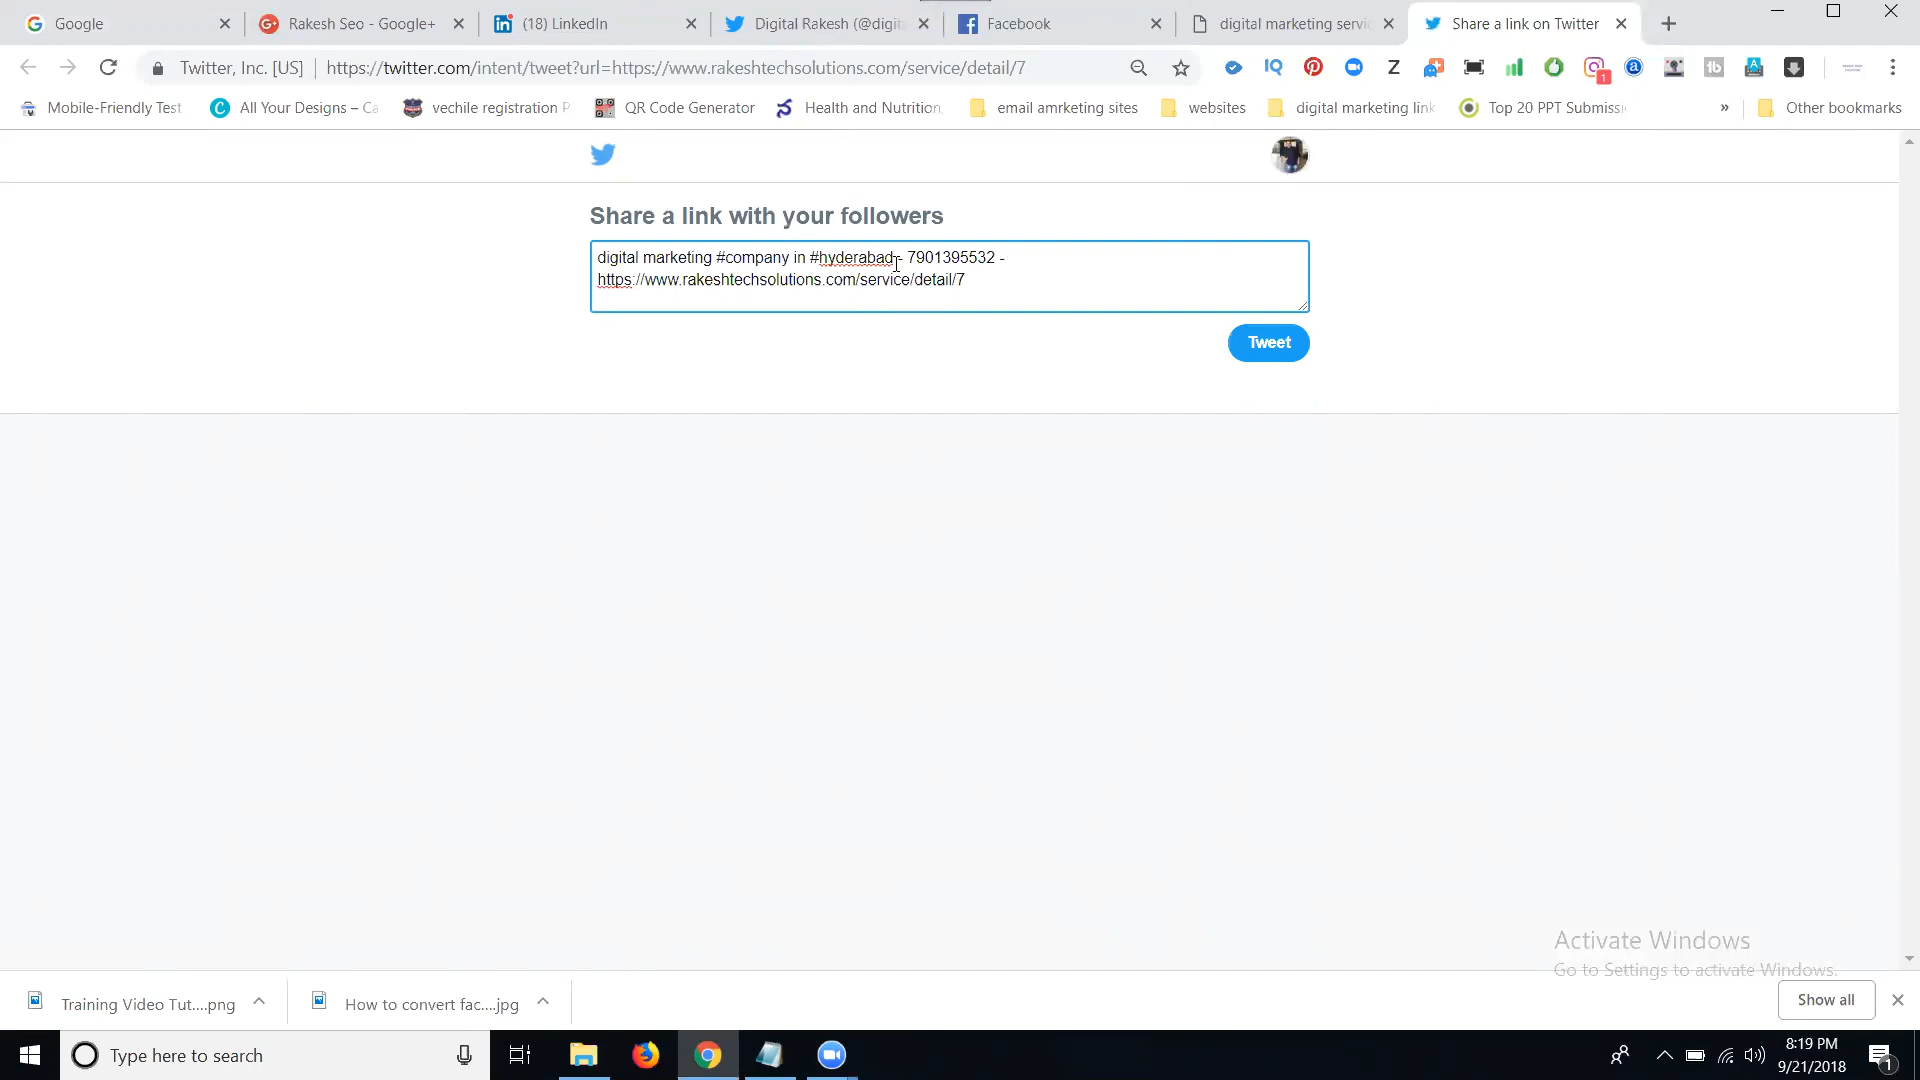 Google
Rakesh Seo - Google+
(18) LinkedIn
Digital Rakesh (@digita
Facebook
digital marketing servic
Share a link on Twitter
Twitter, Inc. [US]
https://twitter.com/intent/tweet?url=https://www.rakeshtechsolutions.com/service/detail/7
Mobile-Friendly Test
All Your Designs – Ca
vechile registration P
QR Code Generator
Health and Nutrition,
email amrketing sites
websites
digital marketing link
Top 20 PPT Submissi
»
Other bookmarks
Share a link with your followers
digital marketing #company in #hyderabad - 7901395532 -
https://www.rakeshtechsolutions.com/service/detail/7
Tweet
Activate Windows
Go to Settings to activate Windows.
Training Video Tut....png
How to convert fac....jpg
Show all
Type here to search
8:19 PM
9/21/2018
1